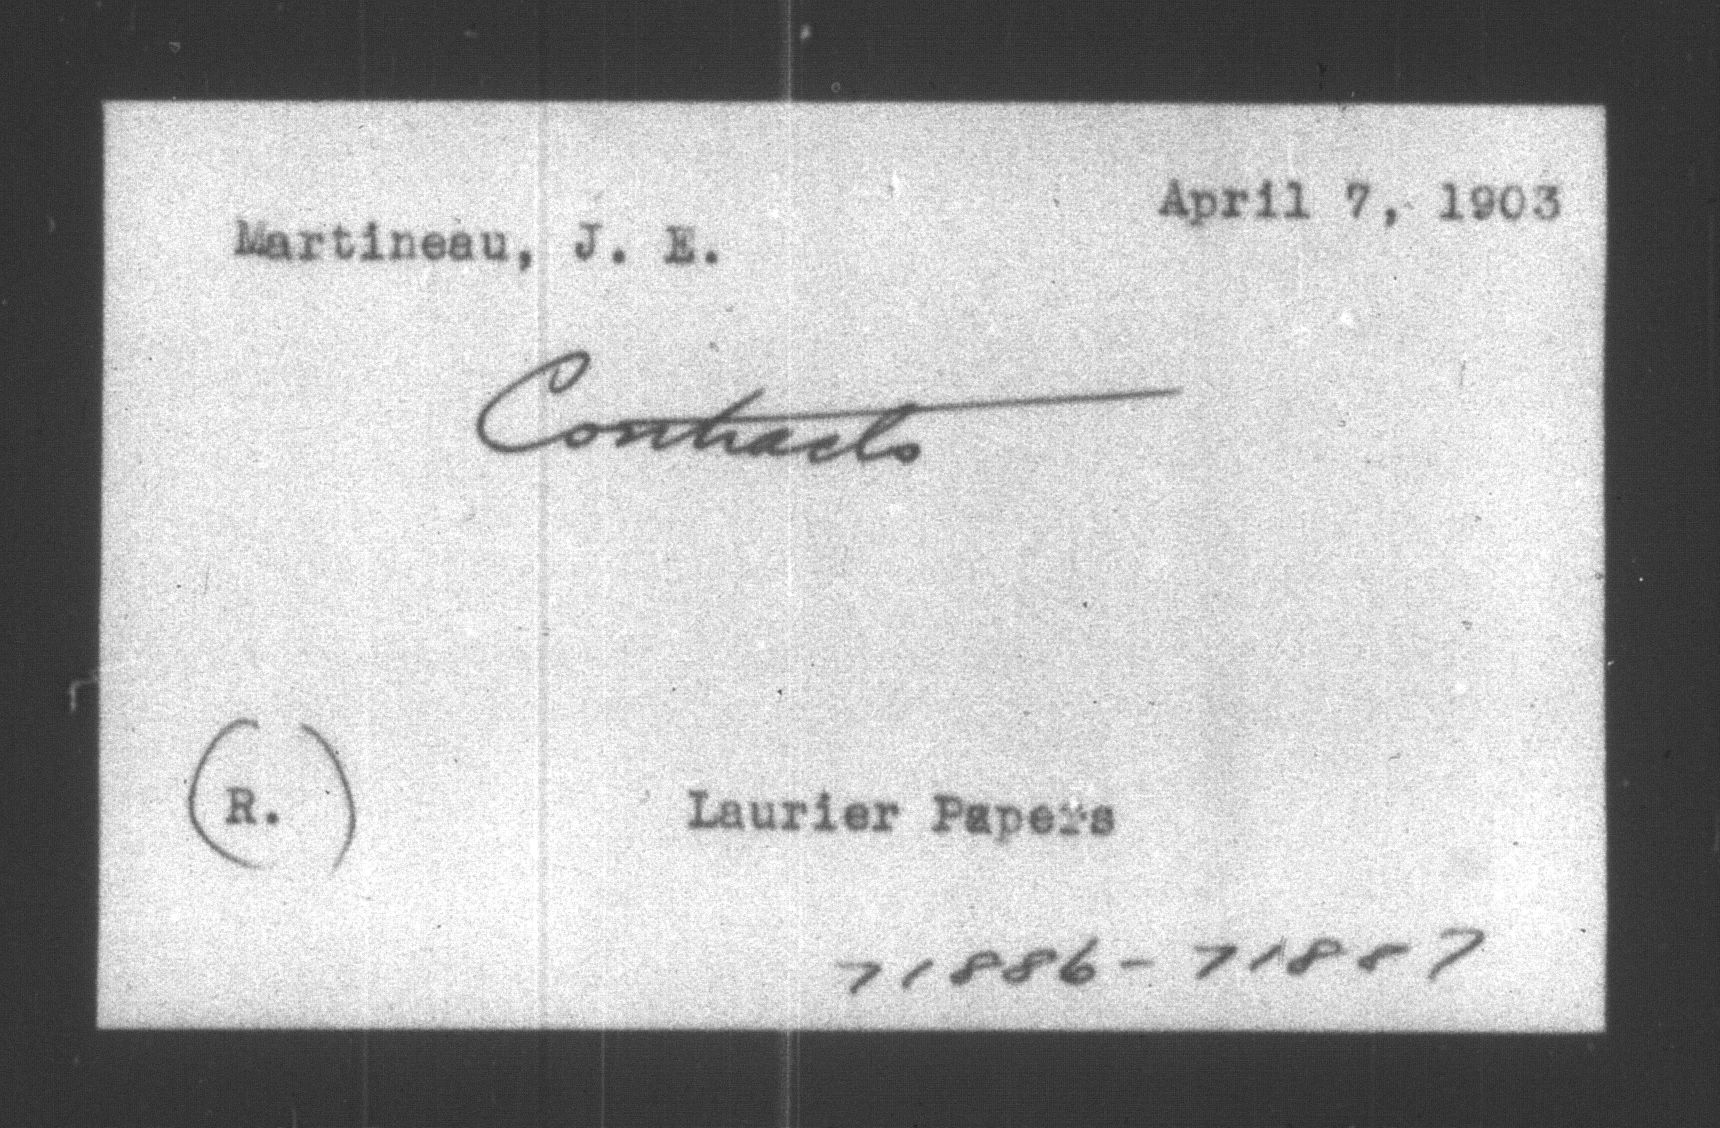 April 7, 1903
Martineau, J. E.
Contracts
(R. )
Laurier Papers
71886-71887